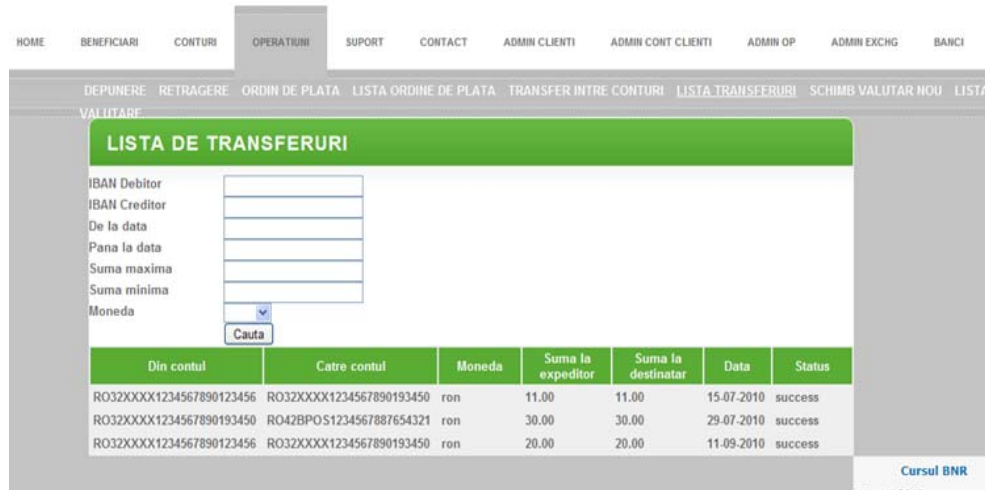 HOME BENEFICIARI CONTURI OPERATIUNI SUPORT CONTACT ADMIN CLIENTI ADMIN CONT CLIENTI ADMIN OP ADMIN EXCHG BANCI
DEPUNERE RETRAGERE ORDIN DE PLATA LISTA ORDINE DE PLATA TRANSFER INTRE CONTURI LISTA TRANSFERURI SCHIMB VALUTAR NOU LISTA
VALUTARE
LISTA DE TRANSFERURI
IBAN Debitor
IBAN Creditor
De la data
Pana la data
Suma maxima
Suma minima
Moneda
Cauta
Din contul Catre contul Moneda Suma la expeditor Suma la destinatar Data Status
RO32XXXX1234567890123456 RO32XXXX1234567890193450 ron 11.00 11.00 15-07-2010 success
RO32XXXX1234567890193450 RO42BPOS1234567887654321 ron 30.00 30.00 29-07-2010 success
RO32XXXX1234567890123456 RO32XXXX1234567890193450 ron 20.00 20.00 11-09-2010 success
Cursul BNR